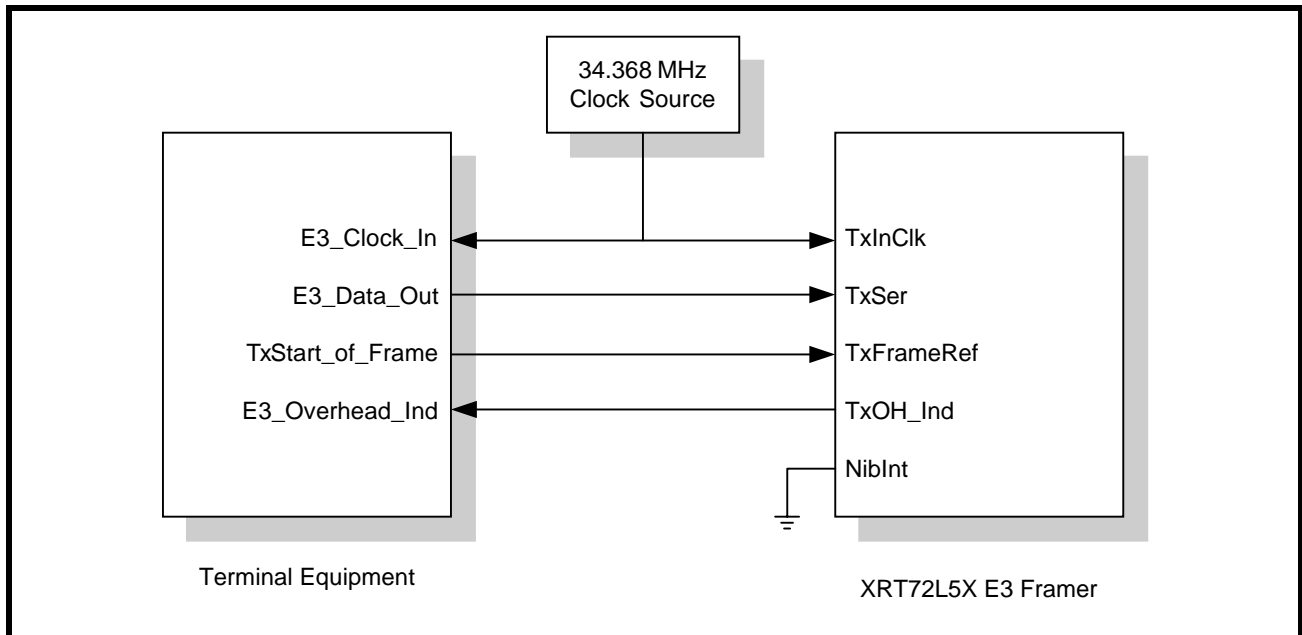 34.368 MHz
Clock Source
E3_Clock_In
TxInClk
E3_Data_Out
TxSer
TxStart_of_Frame
TxFrameRef
E3_Overhead_Ind
TxOH_Ind
NibInt
Terminal Equipment
XRT72L5X E3 Framer